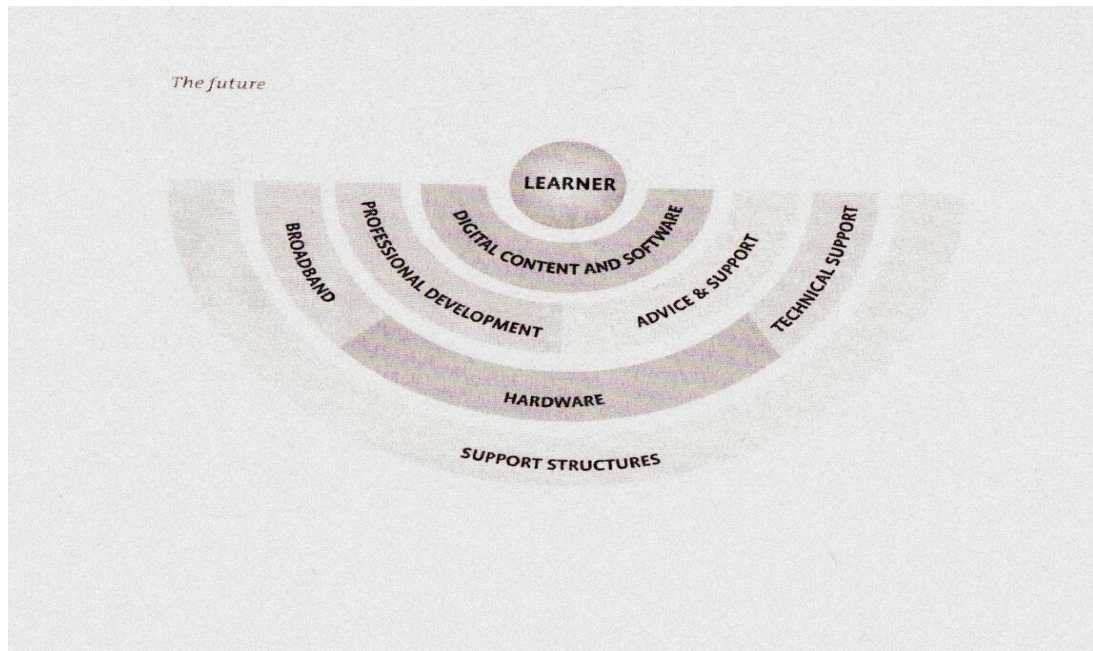 The future
LEARNER
DIGITAL CONTENT AND SOFTWARE
PROFESSIONAL DEVELOPMENT
ADVICE & SUPPORT
BROADBAND
HARDWARE
TECHNICAL SUPPORT
SUPPORT STRUCTURES